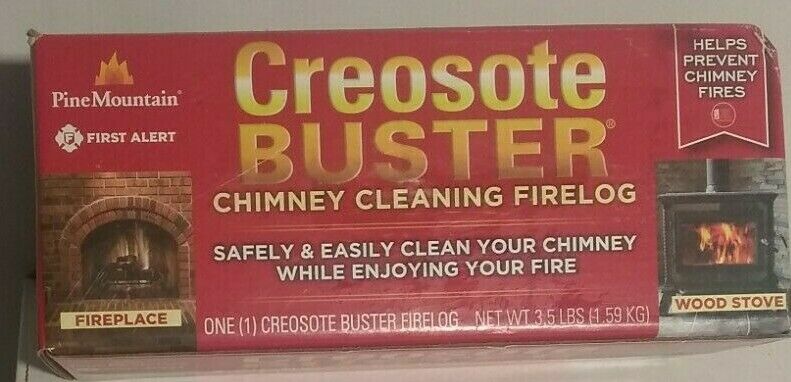 PineMountain®
FIRST ALERT
Creosote
BUSTER®
CHIMNEY CLEANING FIRELOG
SAFELY & EASILY CLEAN YOUR CHIMNEY
WHILE ENJOYING YOUR FIRE
HELPS
PREVENT
CHIMNEY
FIRES
FIREPLACE
WOOD STOVE
ONE (1) CREOSOTE BUSTER FIRELOG NET WT 3.5 LBS (1.59 KG)